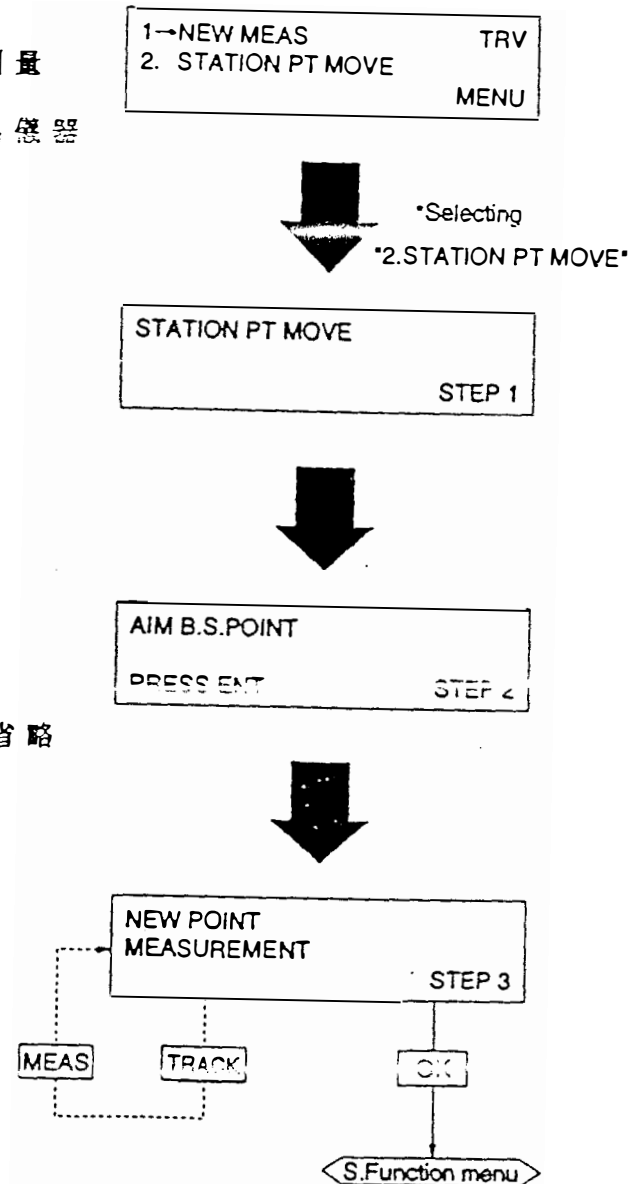 1→NEW MEAS TRV
量
2. STATION PT MOVE
MENU
感器
"Selecting
"2.STATION PT MOVE"
STATION PT MOVE
STEP 1
AIM B.S.POINT
PRESS ENT STEP 2
省略
NEW POINT
MEASUREMENT
STEP 3
MEAS TRACK OK
S.Function menu